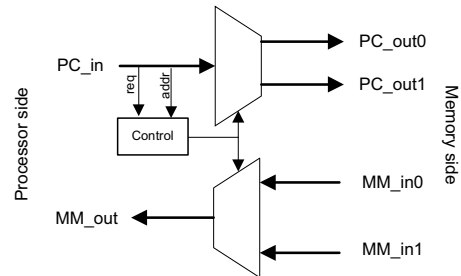 PC_out0
PC_in
PC_out1
req
addr
Control
Processor side
Memory side
MM_in0
MM_out
MM_in1